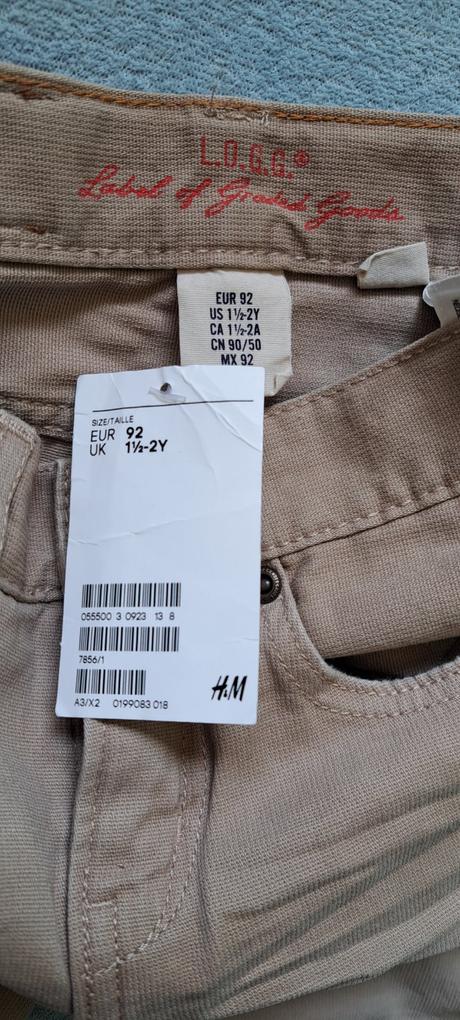 L.O.G.G.®
Label of Graded Goods
EUR 92
US 1½-2Y
CA 1½-2A
CN 90/50
MX 92
SIZE/TAILLE
EUR 92
UK 1½-2Y
055500 3 0923 13 8
7856/1
A3/X2 0199083 018
H&M